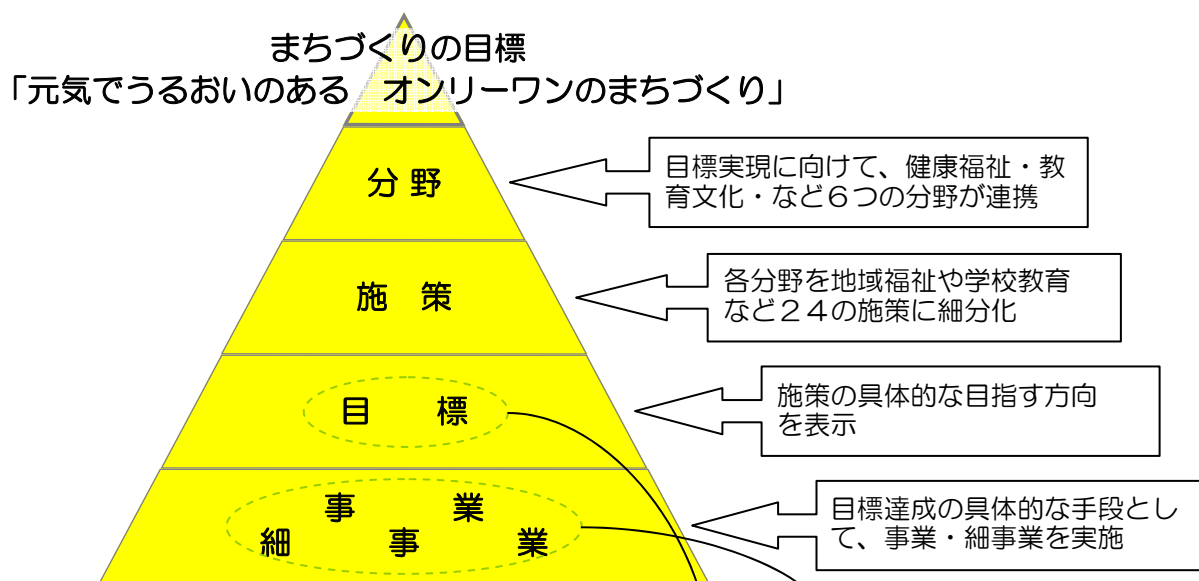 まちづくりの目標
「元気でうるおいのある　オンリーワンのまちづくり」
分 野
目標実現に向けて、健康福祉・教
育文化・など６つの分野が連携
施　策
各分野を地域福祉や学校教育
など２４の施策に細分化
目　　標
施策の具体的な目指す方向
を表示
事　　　業
細　　　事　　　業
目標達成の具体的な手段とし
て、事業・細事業を実施